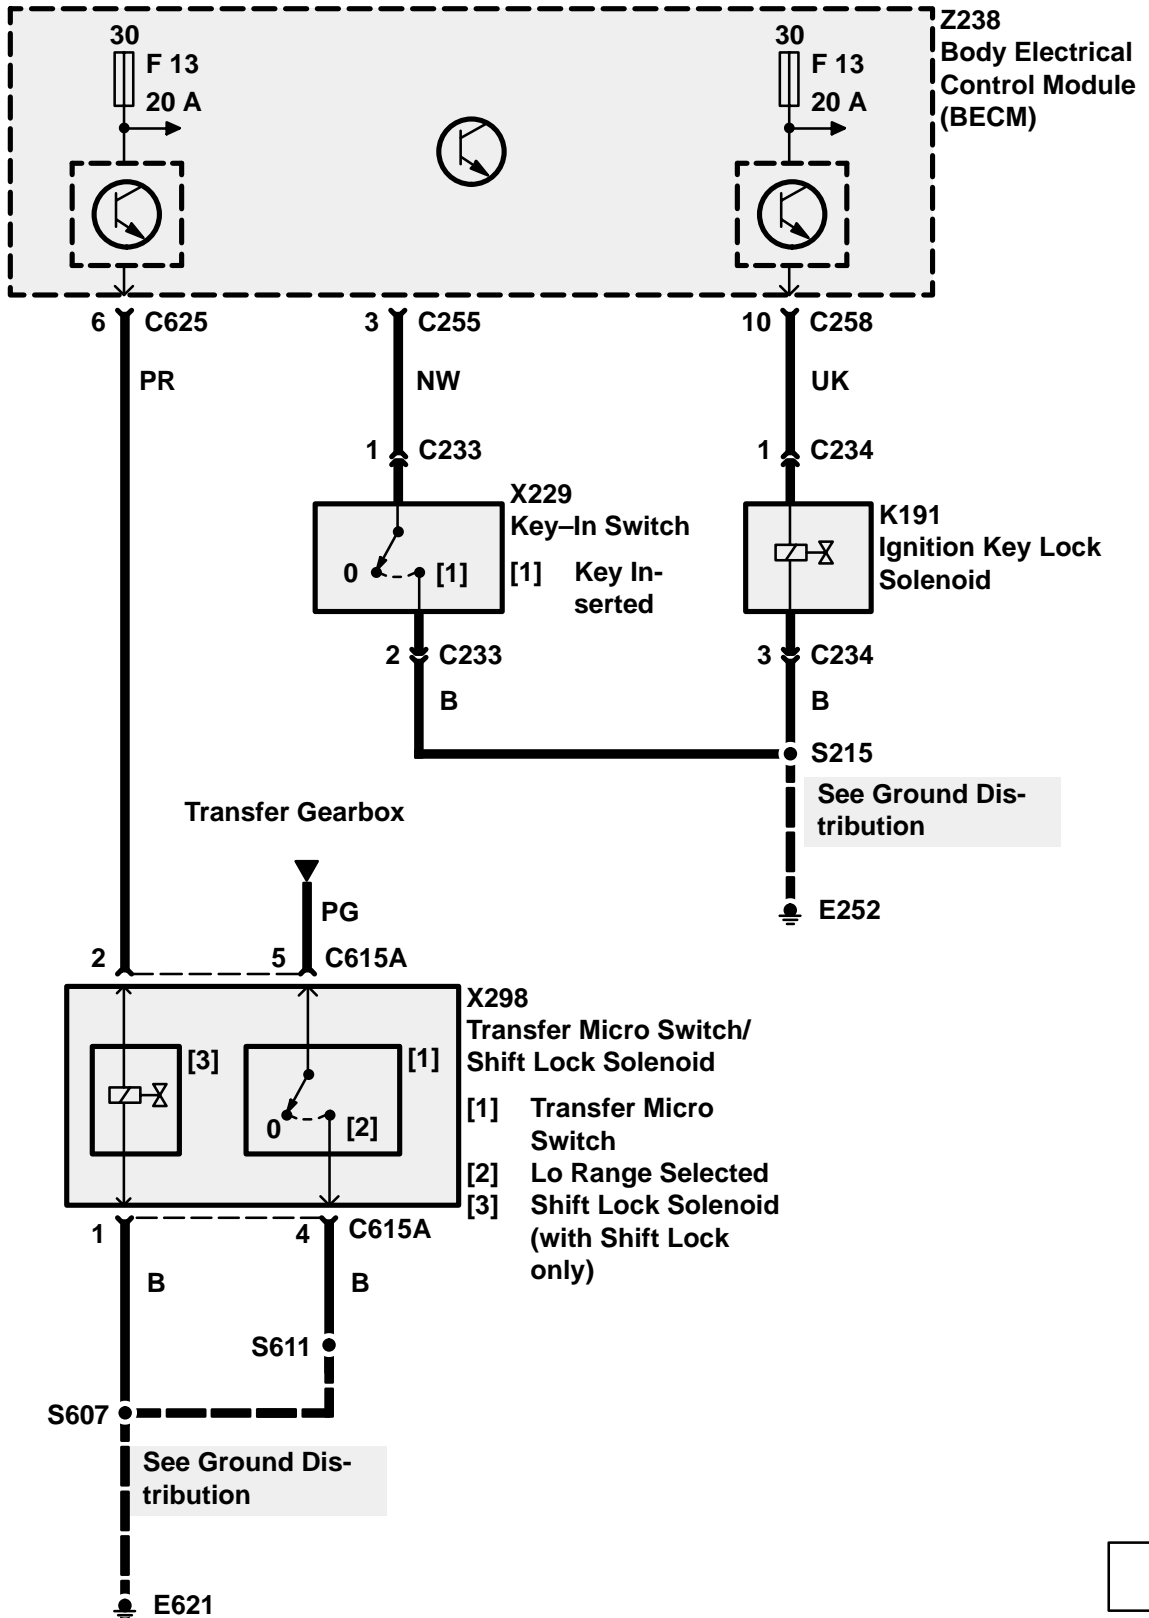 Z238
Body Electrical
Control Module
(BECM)
30
F 13
20 A
30
F 13
20 A
6 C625
3 C255
10 C258
PR
NW
UK
1 C233
1 C234
X229
Key–In Switch
[1] Key In-
serted
0 [1]
K191
Ignition Key Lock
Solenoid
2 C233
3 C234
B
B
S215
See Ground Dis-
tribution
E252
Transfer Gearbox
PG
2 5 C615A
X298
Transfer Micro Switch/
Shift Lock Solenoid
[3]
[1]
0 [2]
[1] Transfer Micro
Switch
[2] Lo Range Selected
[3] Shift Lock Solenoid
(with Shift Lock
only)
1 4 C615A
B B
S611
S607
See Ground Dis-
tribution
E621